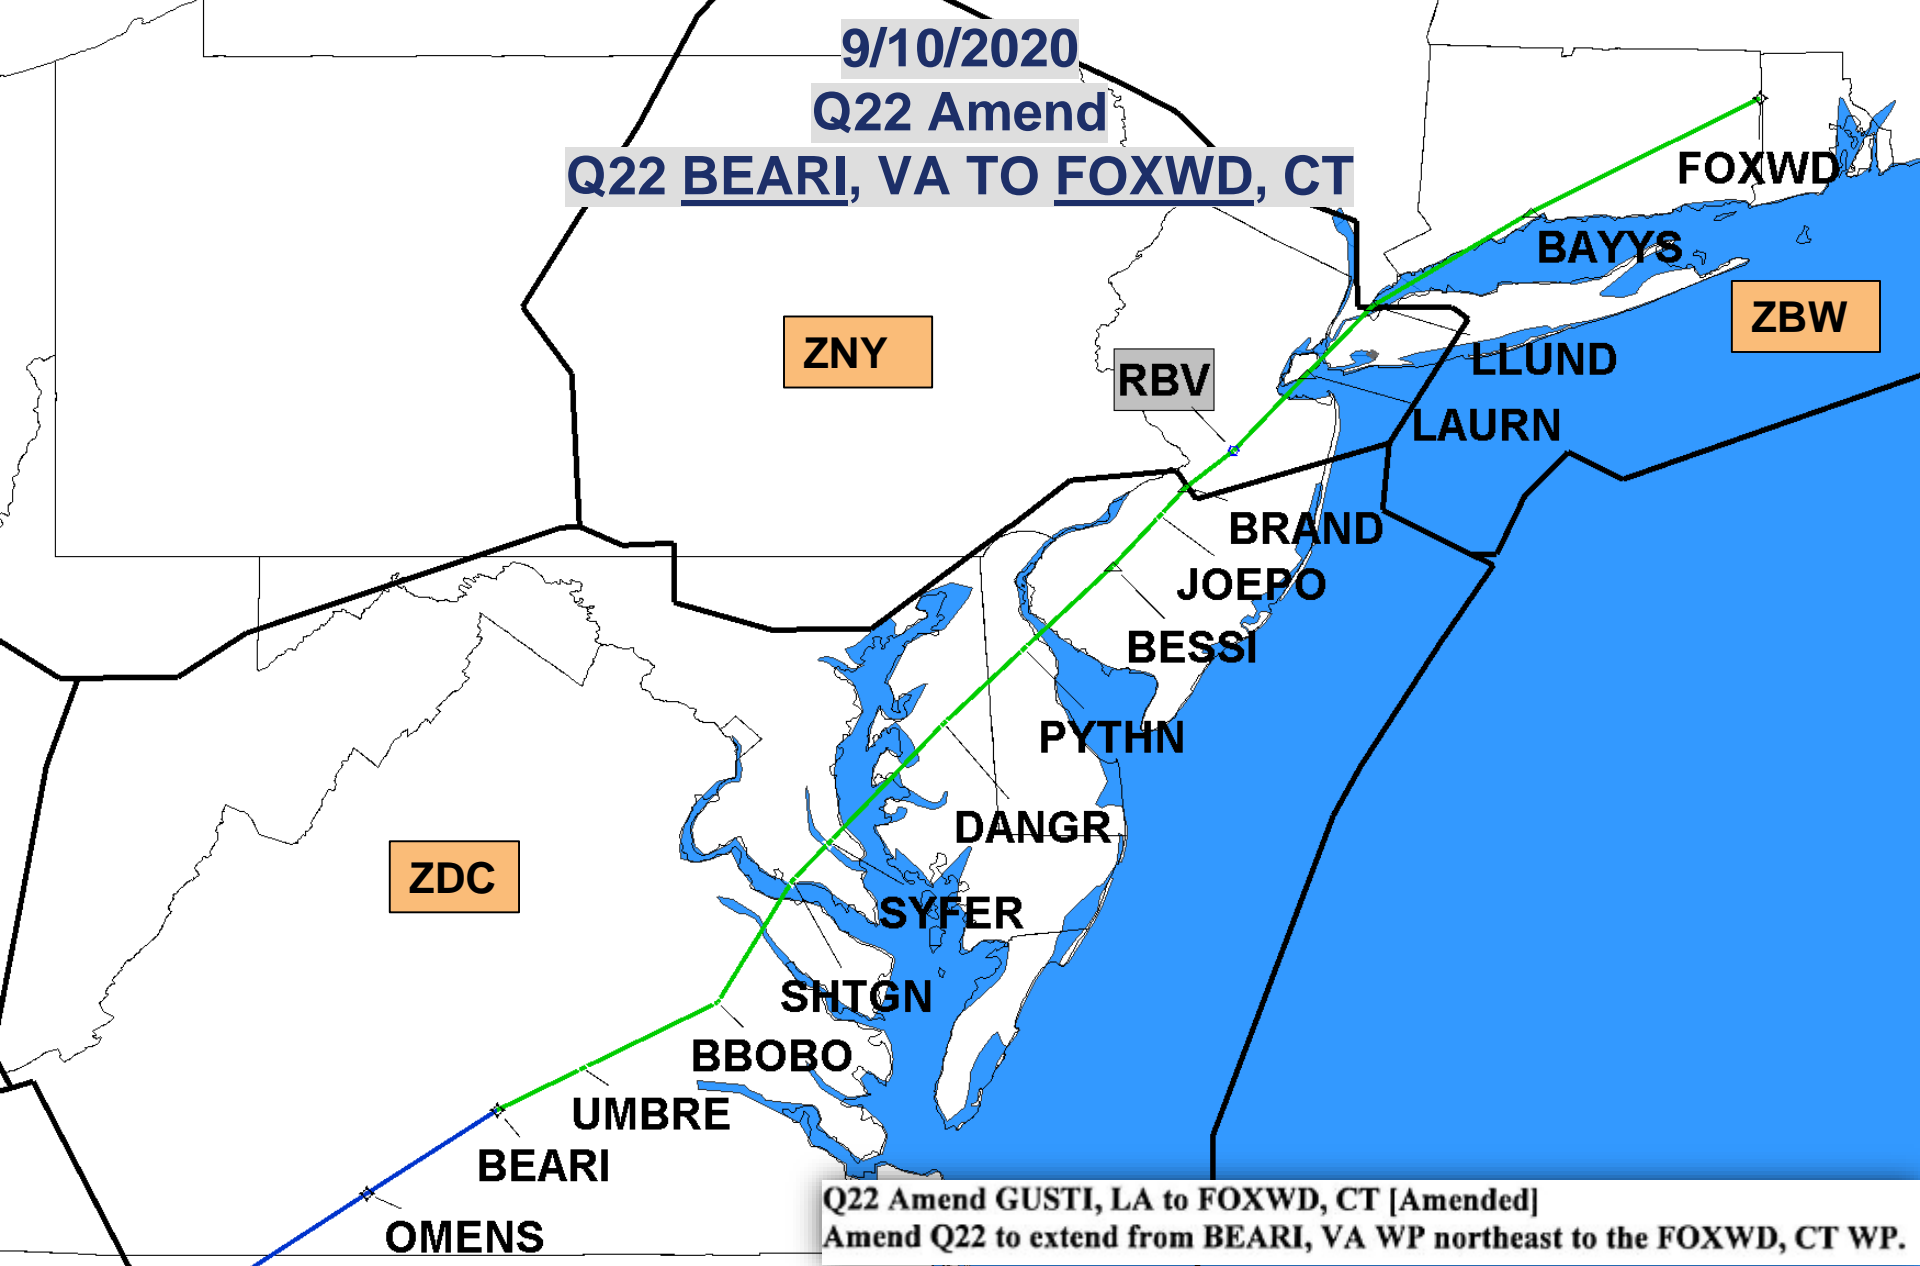 9/10/2020
Q22 Amend
Q22 BEARI, VA TO FOXWD, CT
FOXWD
BAYYS
ZBW
ZNY
LLUND
RBV
LAURN
BRAND
JOEPO
BESSI
PYTHN
DANGR
ZDC
SYFER
SHTGN
BBOBO
UMBRE
BEARI
OMENS
Q22 Amend GUSTI, LA to FOXWD, CT [Amended]
Amend Q22 to extend from BEARI, VA WP northeast to the FOXWD, CT WP.